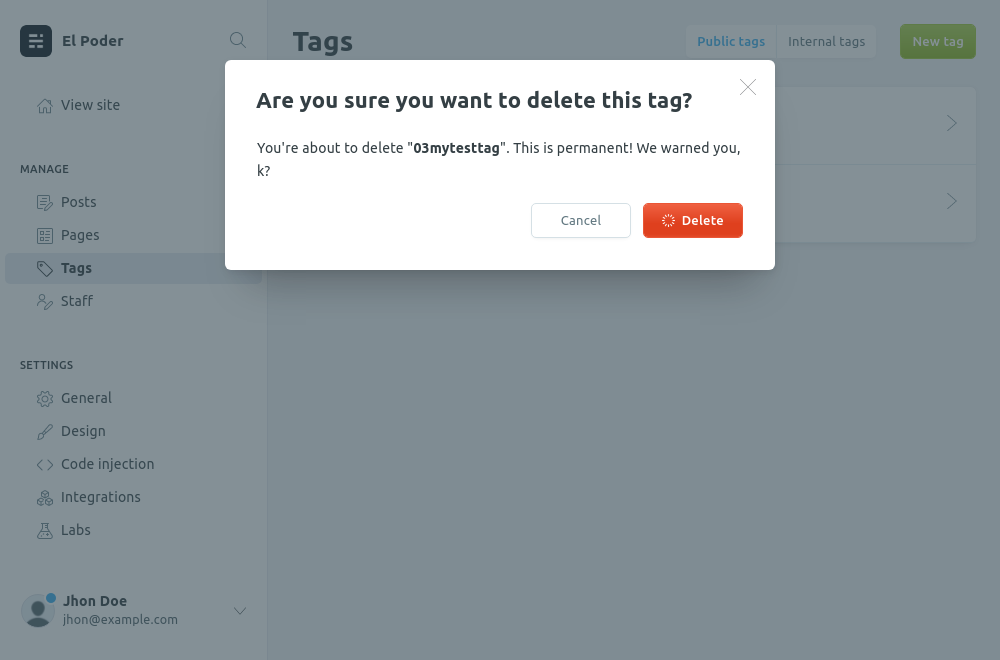 El Poder
View site
MANAGE
Posts
Pages
Tags
Staff
SETTINGS
General
Design
Code injection
Integrations
Labs
Jhon Doe
jhon@example.com
Tags
Public tags
Internal tags
New tag
Are you sure you want to delete this tag?
You're about to delete "03mytesttag". This is permanent! We warned you,
k?
Cancel
Delete